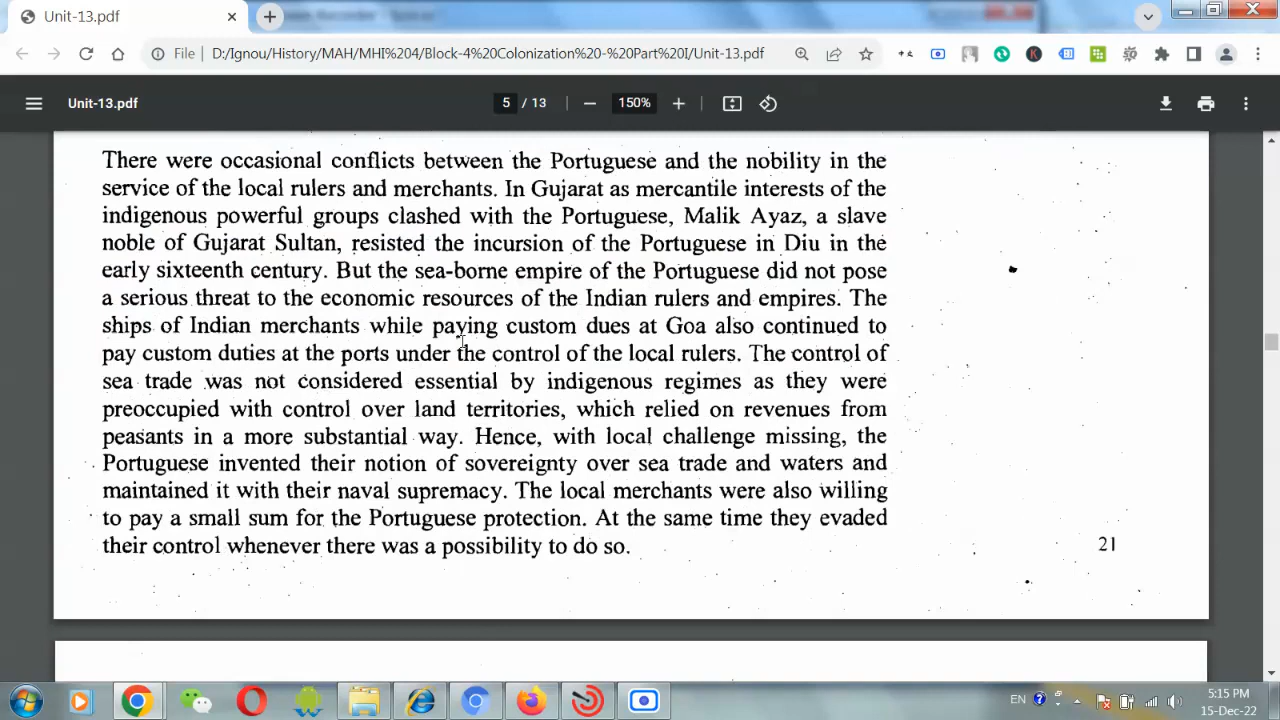 Unit-13.pdf
File
D:/Ignou/History/MAH/MHI%204/Block-4%20Colonization%20-%20Part%20I/Unit-13.pdf
Unit-13.pdf
5 / 13
150%
There were occasional conflicts between the Portuguese and the nobility in the
service of the local rulers and merchants. In Gujarat as mercantile interests of the
indigenous powerful groups clashed with the Portuguese, Malik Ayaz, a slave
noble of Gujarat Sultan, resisted the incursion of the Portuguese in Diu in the
early sixteenth century. But the sea-borne empire of the Portuguese did not pose
a serious threat to the economic resources of the Indian rulers and empires. The
ships of Indian merchants while paying custom dues at Goa also continued to
pay custom duties at the ports under the control of the local rulers. The control of
sea trade was not considered essential by indigenous regimes as they were
preoccupied with control over land territories, which relied on revenues from
peasants in a more substantial way. Hence, with local challenge missing, the
Portuguese invented their notion of sovereignty over sea trade and waters and
maintained it with their naval supremacy. The local merchants were also willing
to pay a small sum for the Portuguese protection. At the same time they evaded
their control whenever there was a possibility to do so.
21
EN
5:15 PM
15-Dec-22